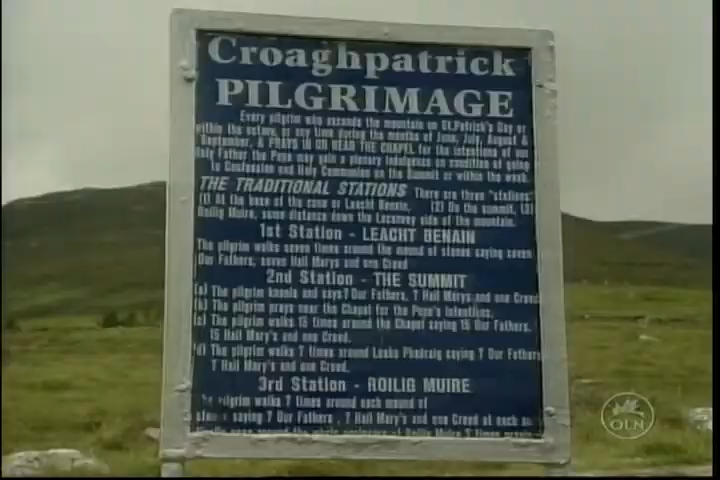 Croaghpatrick
PILGRIMAGE
Every pilgrim who ascends the mountain on St.Patrick's Day or
within the octave, or any time during the months of June, July, August &
September, & PRAYS IN OR NEAR THE CHAPEL for the intentions of our
Holy Father the Pope may gain a plenary indulgence on condition of going
to Confession and Holy Communion on the Summit or within the week.
THE TRADITIONAL STATIONS There are three "stations"
(1) At the base of the cone or Leacht Benain, (2) On the summit, (3)
Roilig Muire, some distance down the Lecanvey side of the mountain.
1st Station - LEACHT BENAIN
The pilgrim walks seven times around the mound of stones saying seven
Our Fathers, seven Hail Marys and one Creed
2nd Station - THE SUMMIT
(a) The pilgrim kneels and says 7 Our Fathers, 7 Hail Marys and one Creed
(b) The pilgrim prays near the Chapel for the Pope's intentions.
(c) The pilgrim walks 15 times around the Chapel saying 15 Our Fathers,
15 Hail Mary's and one Creed.
(d) The pilgrim walks 7 times around Leaba Phadraig saying 7 Our Fathers
7 Hail Mary's and one Creed.
3rd Station - ROILIG MUIRE
pilgrim walks 7 times around each mound of
saying 7 Our Fathers, 7 Hail Mary's and one Creed at each
around the whole Roilig Muire 7 times
OLN